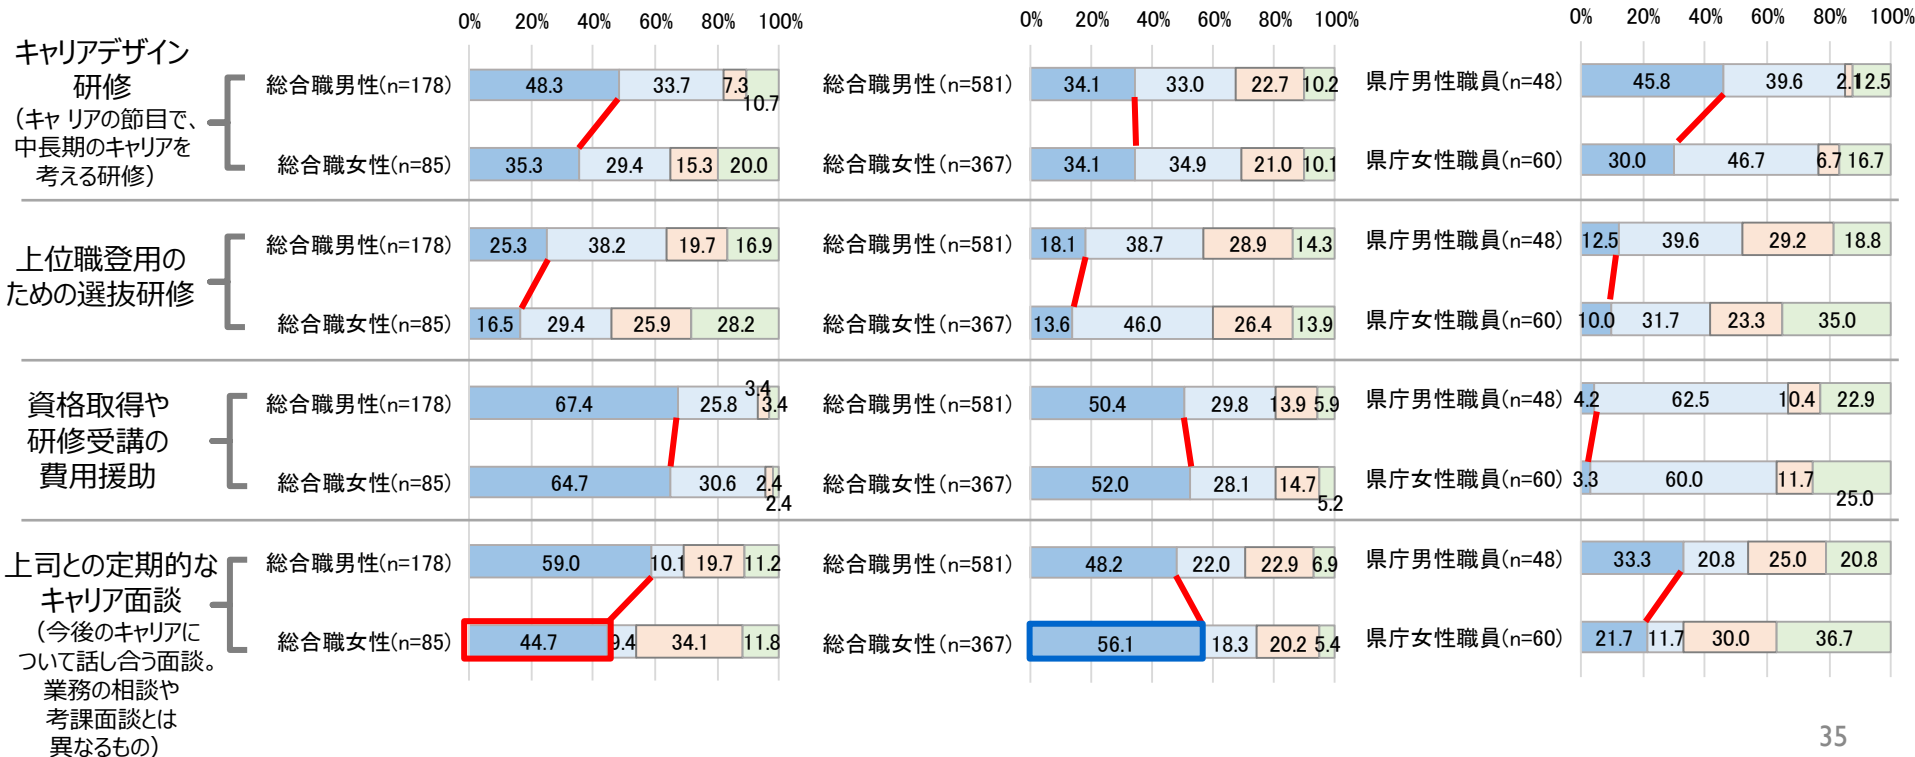 0% 20% 40% 60% 80% 100%
0% 20% 40% 60% 80% 100%
0% 20% 40% 60% 80% 100%
キャリアデザイン
研修
（キャリアの節目で、
中長期のキャリアを
考える研修）
総合職男性(n=178) 48.3 33.7 7.3 10.7
総合職女性(n=85) 35.3 29.4 15.3 20.0
総合職男性(n=581) 34.1 33.0 22.7 10.2
総合職女性(n=367) 34.1 34.9 21.0 10.1
県庁男性職員(n=48) 45.8 39.6 2.1 12.5
県庁女性職員(n=60) 30.0 46.7 6.7 16.7
上位職登用の
ための選抜研修
総合職男性(n=178) 25.3 38.2 19.7 16.9
総合職女性(n=85) 16.5 29.4 25.9 28.2
総合職男性(n=581) 18.1 38.7 28.9 14.3
総合職女性(n=367) 13.6 46.0 26.4 13.9
県庁男性職員(n=48) 12.5 39.6 29.2 18.8
県庁女性職員(n=60) 10.0 31.7 23.3 35.0
資格取得や
研修受講の
費用援助
総合職男性(n=178) 67.4 25.8 3.4 3.4
総合職女性(n=85) 64.7 30.6 2.4 2.4
総合職男性(n=581) 50.4 29.8 13.9 5.9
総合職女性(n=367) 52.0 28.1 14.7 5.2
県庁男性職員(n=48) 4.2 62.5 10.4 22.9
県庁女性職員(n=60) 3.3 60.0 11.7 25.0
上司との定期的な
キャリア面談
（今後のキャリアに
ついて話し合う面談。
業務の相談や
考課面談とは
異なるもの）
総合職男性(n=178) 59.0 10.1 19.7 11.2
総合職女性(n=85) 44.7 9.4 34.1 11.8
総合職男性(n=581) 48.2 22.0 22.9 6.9
総合職女性(n=367) 56.1 18.3 20.2 5.4
県庁男性職員(n=48) 33.3 20.8 25.0 20.8
県庁女性職員(n=60) 21.7 11.7 30.0 36.7
35